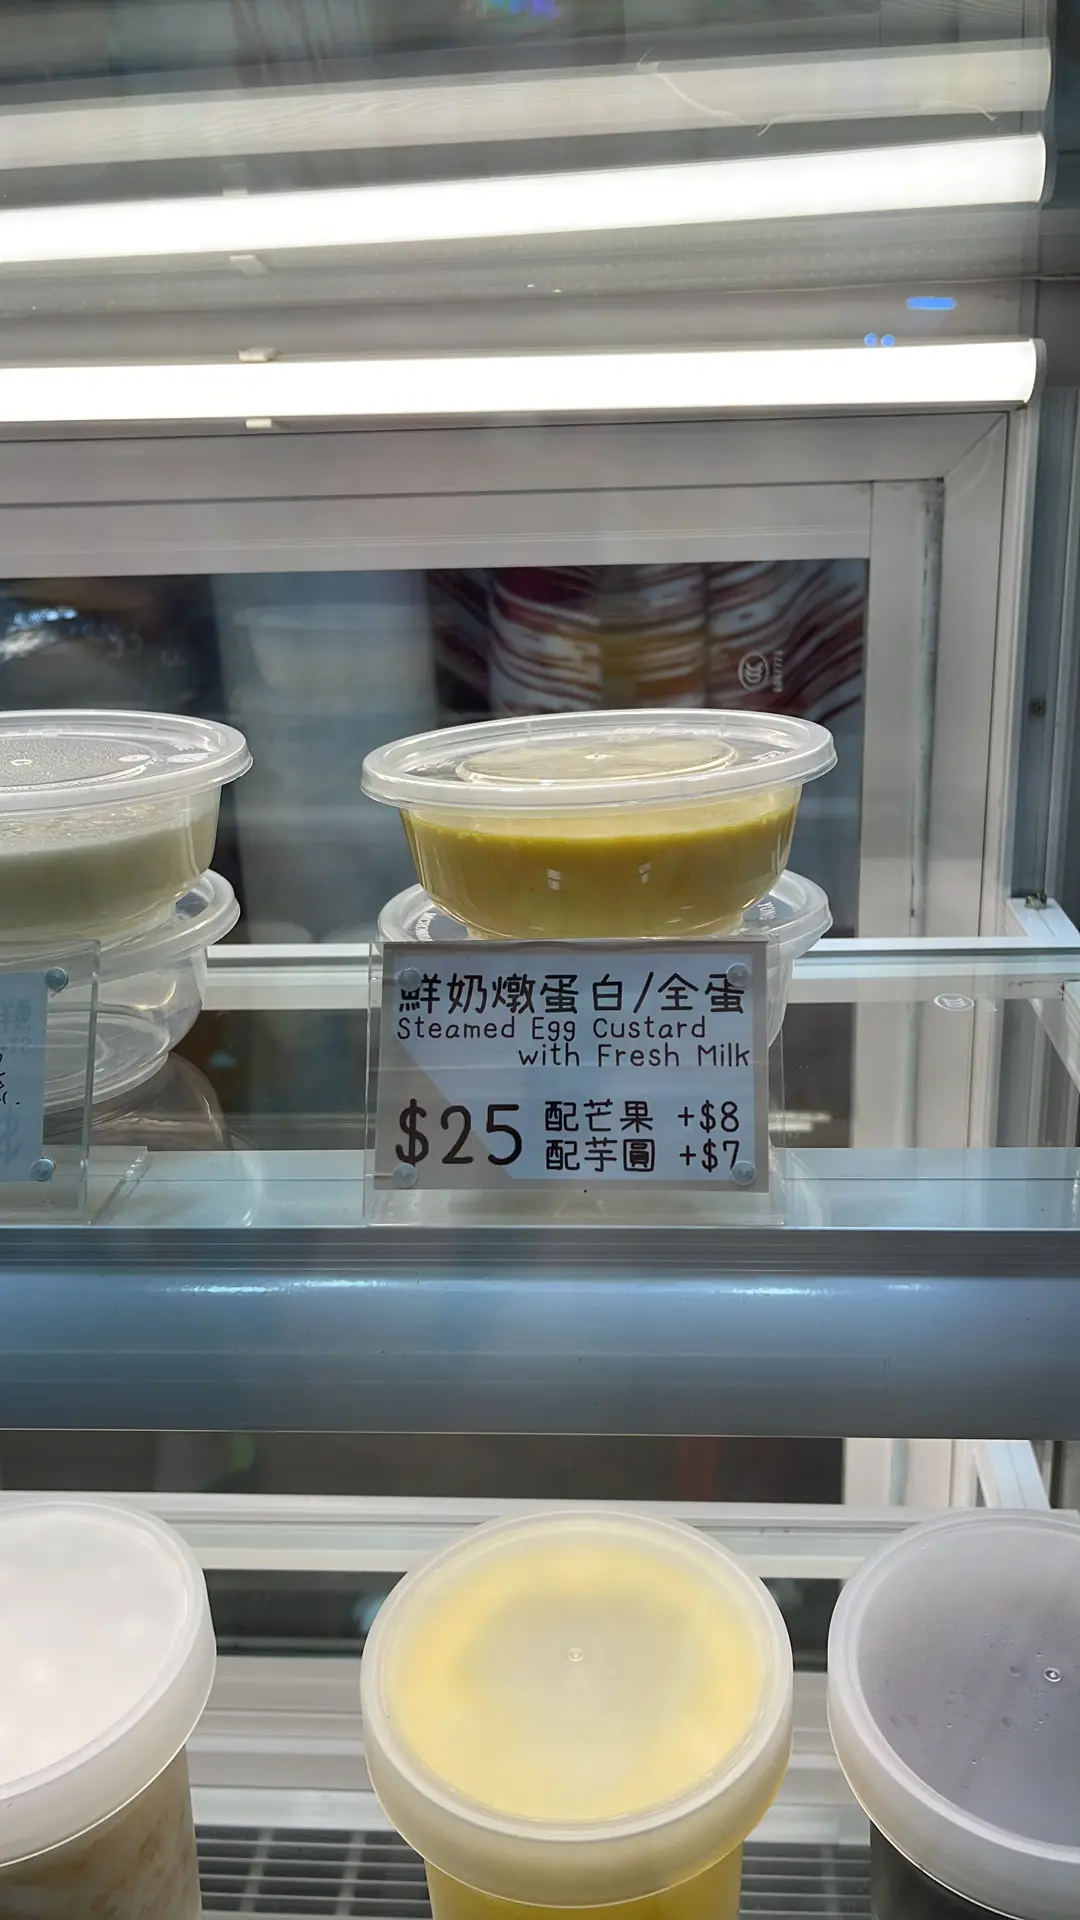 鮮奶燉蛋白/全蛋
Steamed Egg Custard
with Fresh Milk
$25
配芒果 +$8
配芋圓 +$7